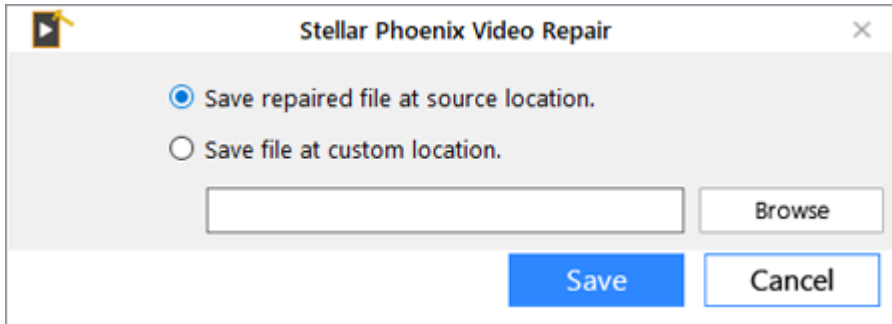 Stellar Phoenix Video Repair
Save repaired file at source location.
Save file at custom location.
Browse
Save
Cancel